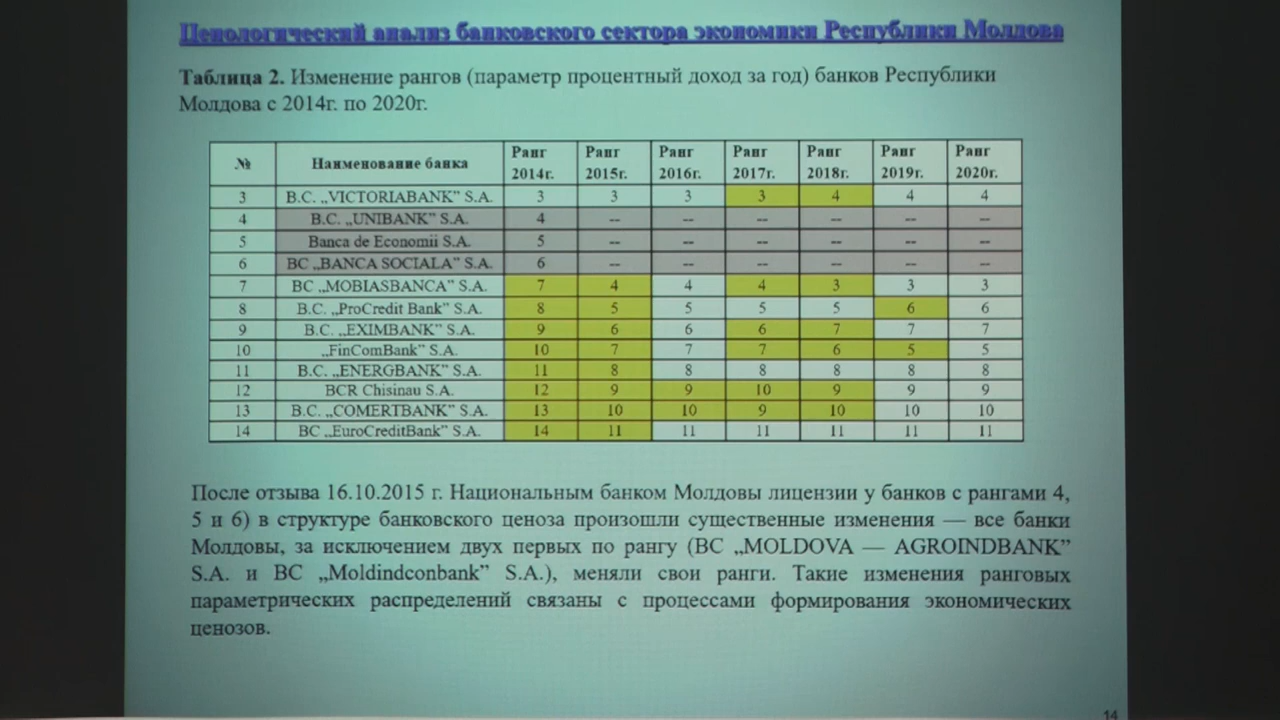 Ценологический анализ банковского сектора экономики Республики Молдова
Таблица 2. Изменение рангов (параметр процентный доход за год) банков Республики
Молдова с 2014г. по 2020г.
№ Наименование банка Ранг 2014г. Ранг 2015г. Ранг 2016г. Ранг 2017г. Ранг 2018г. Ранг 2019г. Ранг 2020г.
3 B.C. „VICTORIABANK” S.A. 3 3 3 3 4 4 4
4 B.C. „UNIBANK” S.A. 4 -- -- -- -- -- --
5 Banca de Economii S.A. 5 -- -- -- -- -- --
6 BC „BANCA SOCIALA” S.A. 6 -- -- -- -- -- --
7 BC „MOBIASBANCA” S.A. 7 4 4 4 3 3 3
8 B.C. „ProCredit Bank” S.A. 8 5 5 5 5 6 6
9 B.C. „EXIMBANK” S.A. 9 6 6 6 7 7 7
10 „FinComBank” S.A. 10 7 7 7 6 5 5
11 B.C. „ENERGBANK” S.A. 11 8 8 8 8 8 8
12 BCR Chisinau S.A. 12 9 9 10 9 9 9
13 B.C. „COMERTBANK” S.A. 13 10 10 9 10 10 10
14 BC „EuroCreditBank” S.A. 14 11 11 11 11 11 11
После отзыва 16.10.2015 г. Национальным банком Молдовы лицензии у банков с рангами 4,
5 и 6) в структуре банковского ценоза произошли существенные изменения — все банки
Молдовы, за исключением двух первых по рангу (BC „MOLDOVA — AGROINDBANK”
S.A. и BC „Moldindconbank” S.A.), меняли свои ранги. Такие изменения ранговых
параметрических распределений связаны с процессами формирования экономических
ценозов.
14